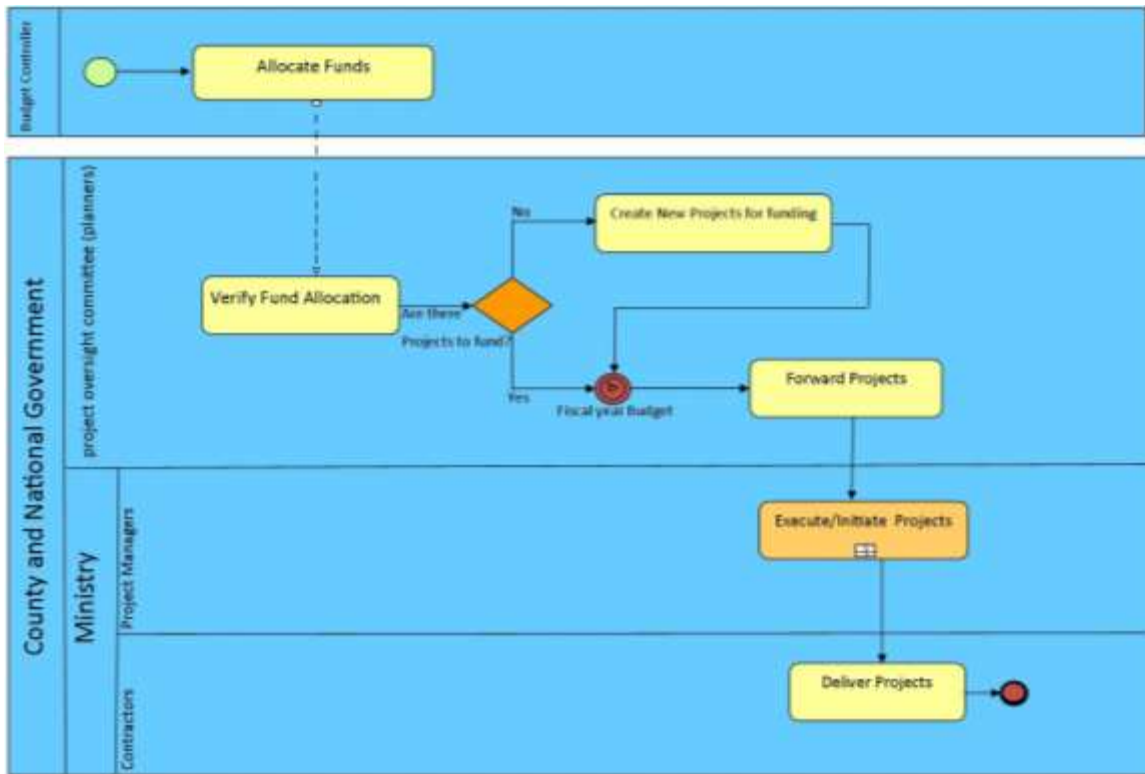 Budget Controller
Allocate Funds
County and National Government
project oversight committee (planners)
No
Create New Projects for funding
Verify Fund Allocation
Are there
Projects to fund?
Yes
Fiscal year Budget
Forward Projects
Ministry
Project Managers
Execute/Initiate Projects
Contractors
Deliver Projects